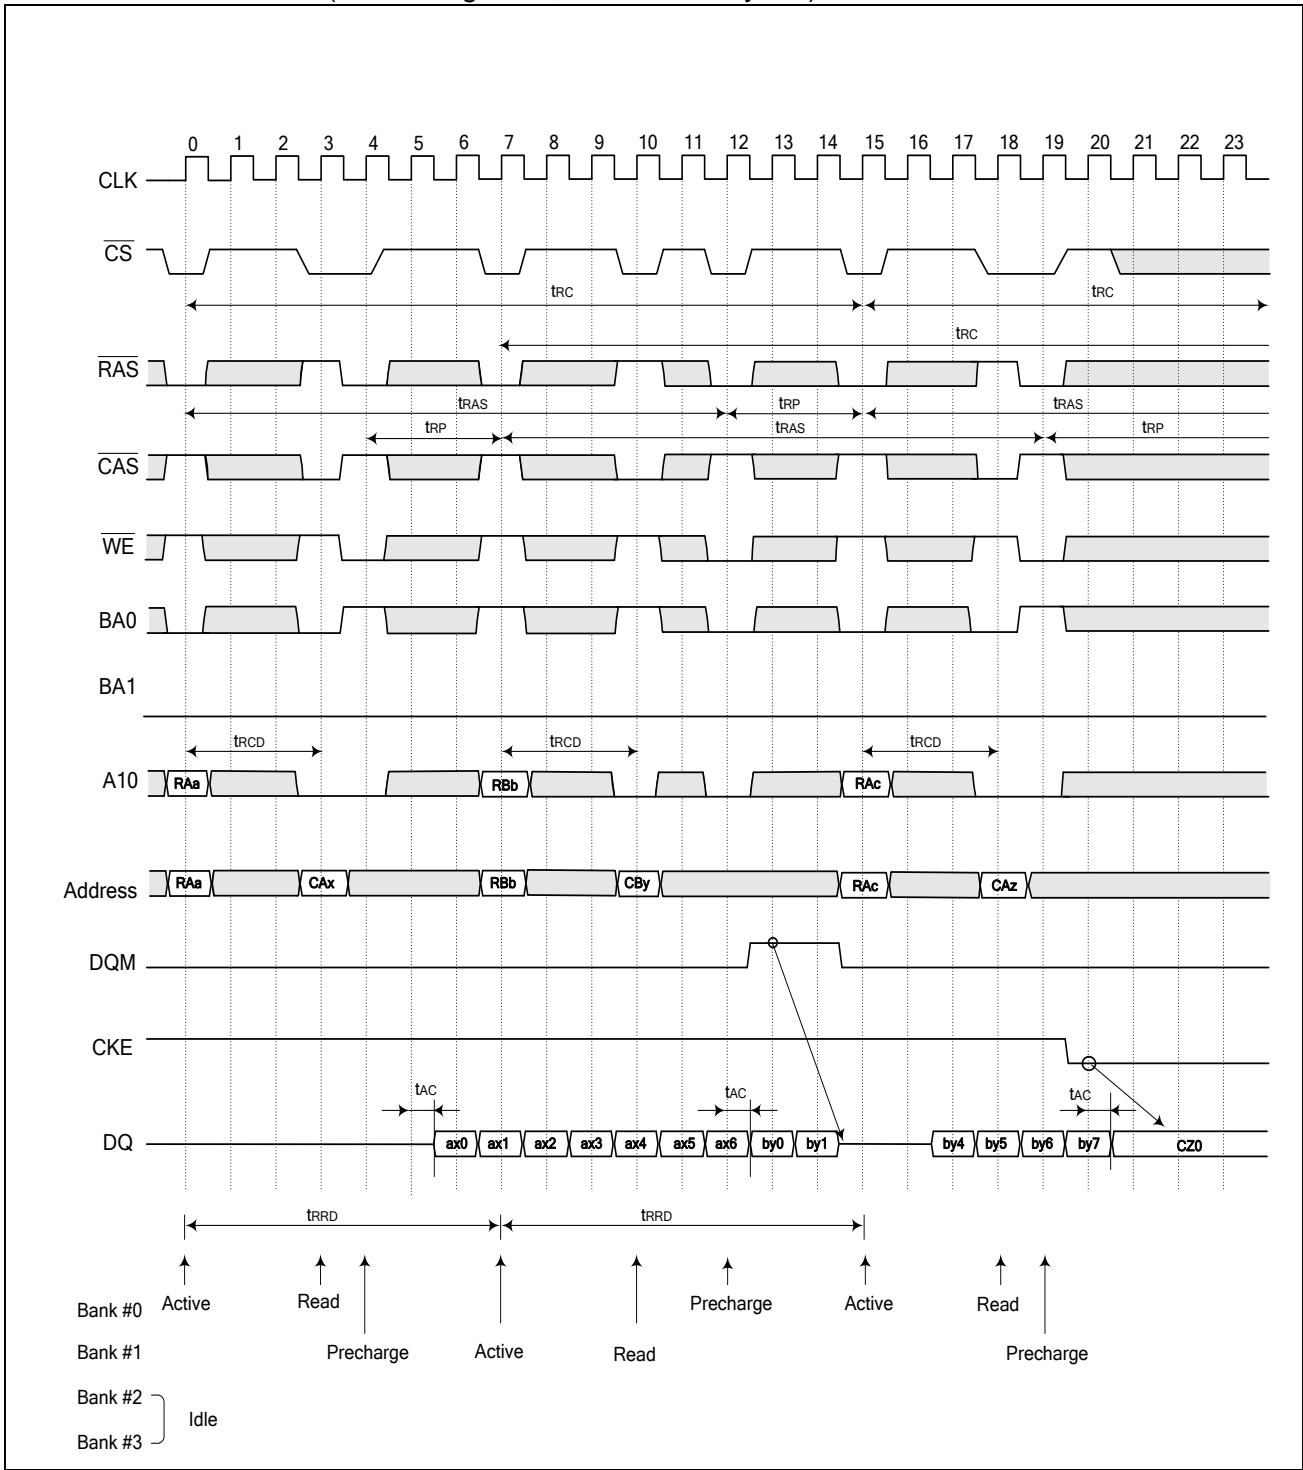 0 1 2 3 4 5 6 7 8 9 10 11 12 13 14 15 16 17 18 19 20 21 22 23
CLK
CS
tRC tRC
tRC
RAS
tRAS tRP tRAS
tRP tRAS tRP
CAS
WE
BA0
BA1
tRCD tRCD tRCD
A10 RAa RBb RAc
Address RAa CAx RBb CBy RAc CAz
DQM
CKE
tAC tAC tAC
DQ ax0 ax1 ax2 ax3 ax4 ax5 ax6 by0 by1 by4 by5 by6 by7 CZ0
tRRD tRRD
Bank #0 Active Read Precharge Active Read
Bank #1 Precharge Active Read Precharge
Bank #2
Idle
Bank #3